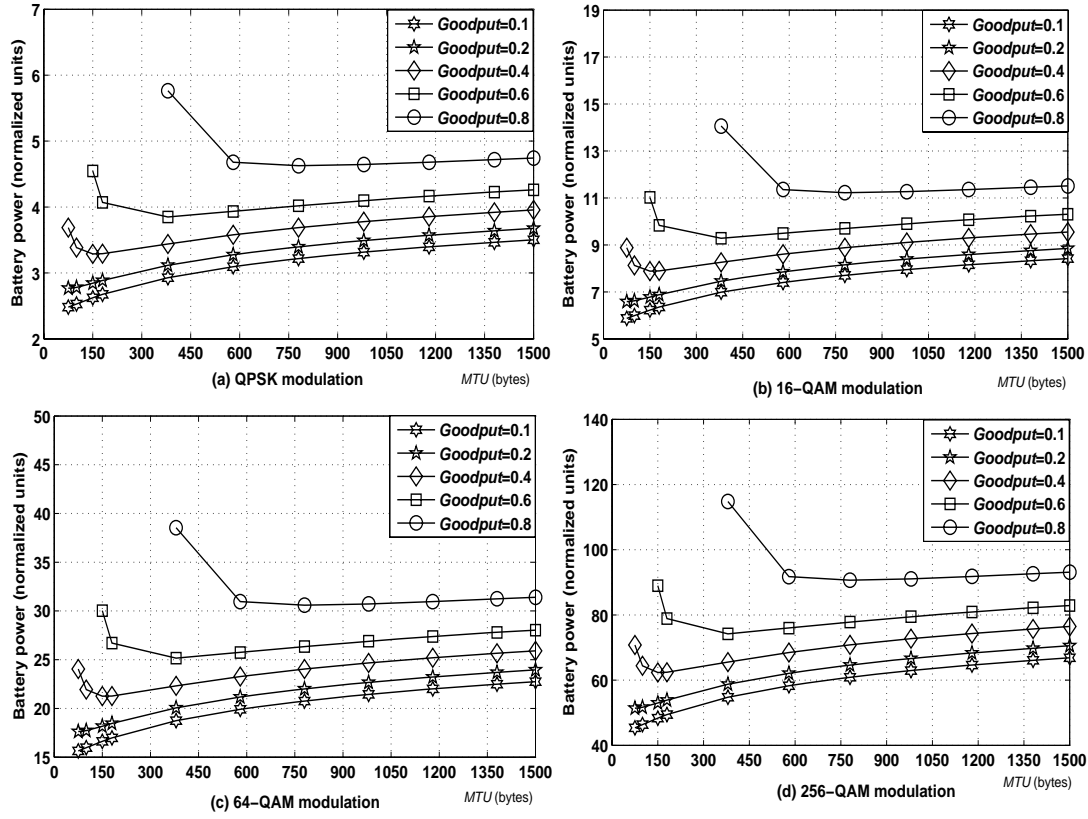 Battery power (normalized units)
7
6
5
4
3
2
0 150 300 450 600 750 900 1050 1200 1350 1500
Goodput=0.1
Goodput=0.2
Goodput=0.4
Goodput=0.6
Goodput=0.8
(a) QPSK modulation
MTU (bytes)
Battery power (normalized units)
19
17
15
13
11
9
7
5
0 150 300 450 600 750 900 1050 1200 1350 1500
Goodput=0.1
Goodput=0.2
Goodput=0.4
Goodput=0.6
Goodput=0.8
(b) 16−QAM modulation
MTU (bytes)
Battery power (normalized units)
50
45
40
35
30
25
20
15
0 150 300 450 600 750 900 1050 1200 1350 1500
Goodput=0.1
Goodput=0.2
Goodput=0.4
Goodput=0.6
Goodput=0.8
(c) 64−QAM modulation
MTU (bytes)
Battery power (normalized units)
140
120
100
80
60
40
0 150 300 450 600 750 900 1050 1200 1350 1500
Goodput=0.1
Goodput=0.2
Goodput=0.4
Goodput=0.6
Goodput=0.8
(d) 256−QAM modulation
MTU (bytes)